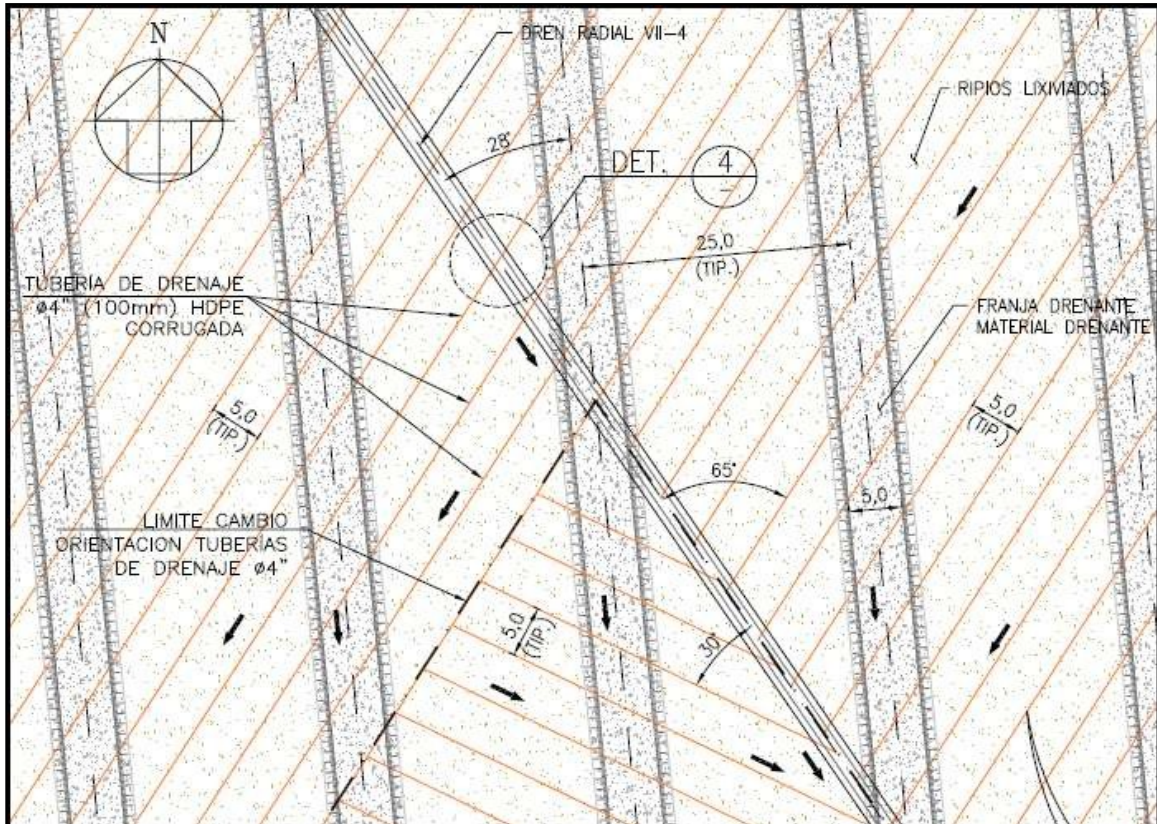 N
DREN RADIAL VII-4
RIPIOS LIXIVIADOS
28°
DET. 4
-
25,0
(TIP.)
TUBERIA DE DRENAJE
ø4" (100mm) HDPE
CORRUGADA
FRANJA DRENANTE
MATERIAL DRENANTE
5,0
(TIP.)
5,0
(TIP.)
65°
5,0
LIMITE CAMBIO
ORIENTACION TUBERÍAS
DE DRENAJE ø4"
5,0
(TIP.)
30°